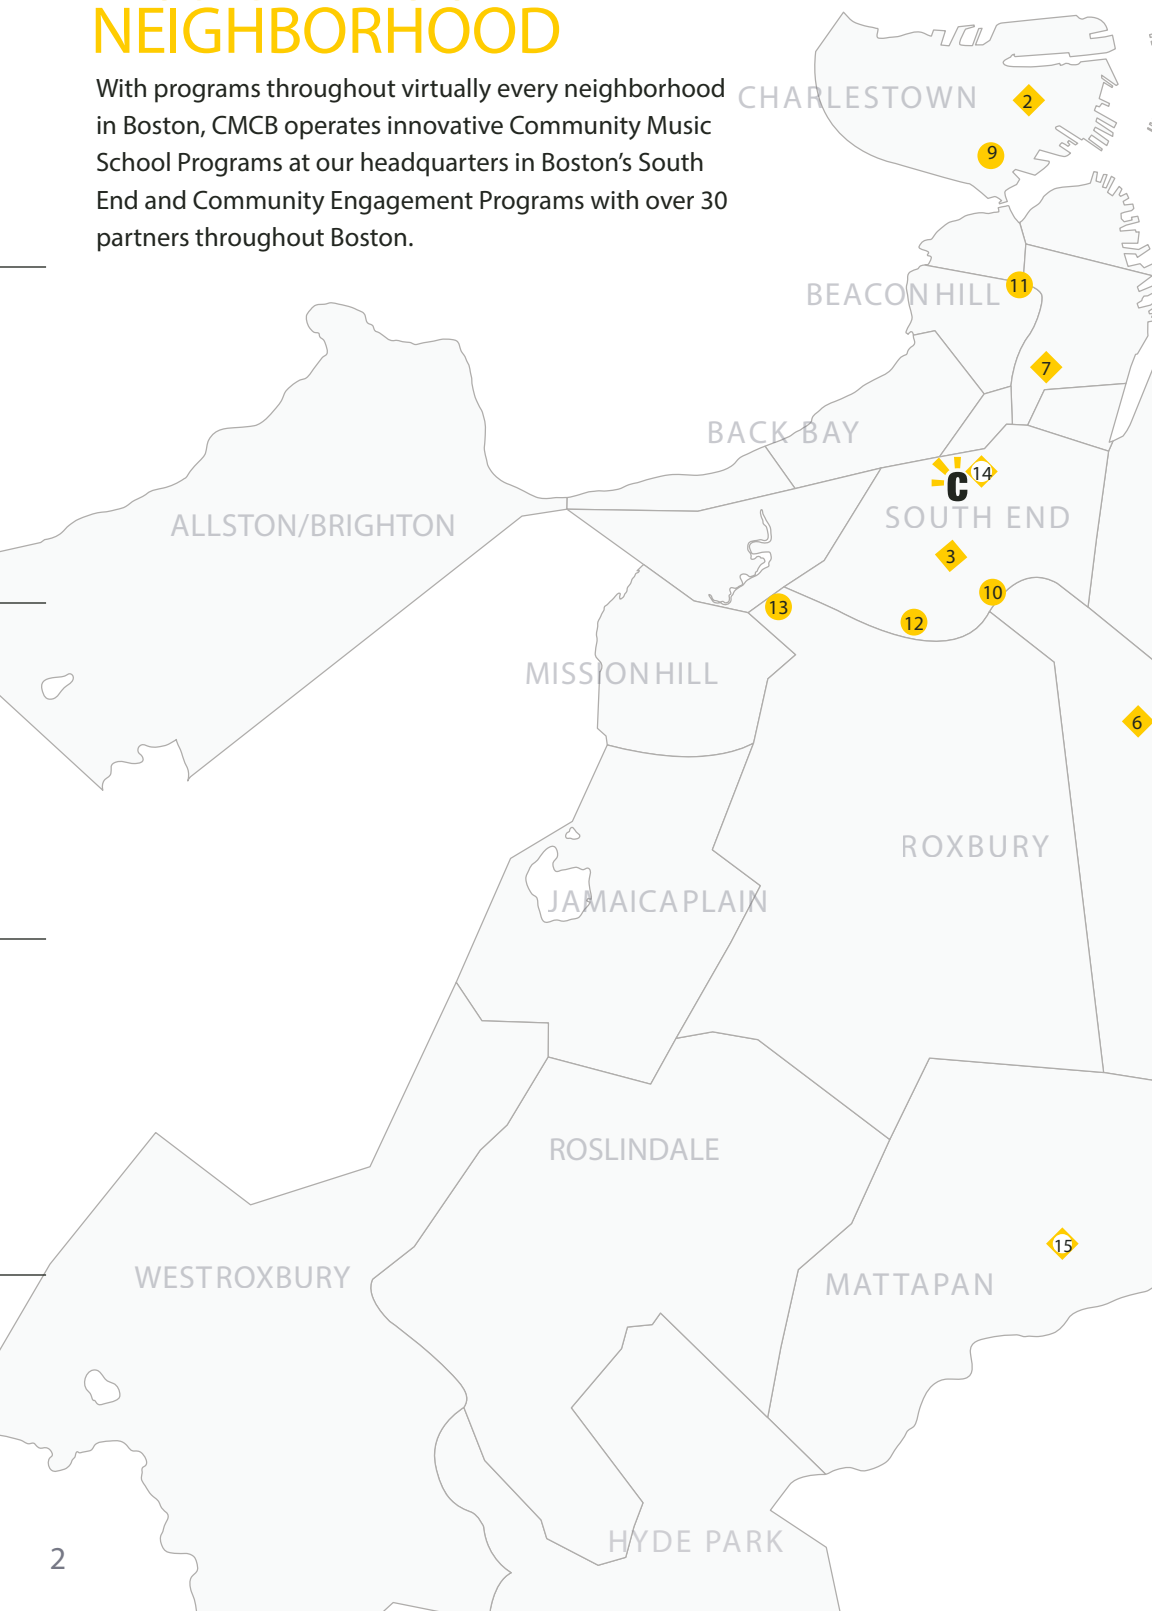 NEIGHBORHOOD
With programs throughout virtually every neighborhood
in Boston, CMCB operates innovative Community Music
School Programs at our headquarters in Boston’s South
End and Community Engagement Programs with over 30
partners throughout Boston.
CHARLESTOWN
2
9
BEACON HILL
11
7
BACK BAY
C
14
ALLSTON/BRIGHTON
SOUTH END
3
10
13
12
MISSION HILL
6
ROXBURY
JAMAICA PLAIN
ROSLINDALE
15
WEST ROXBURY
MATTAPAN
HYDE PARK
2